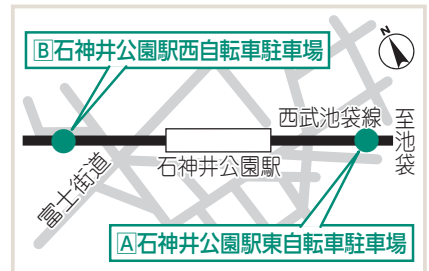 N
B石神井公園駅西自転車駐車場
西武池袋線
至池袋
石神井公園駅
富士街道
A石神井公園駅東自転車駐車場